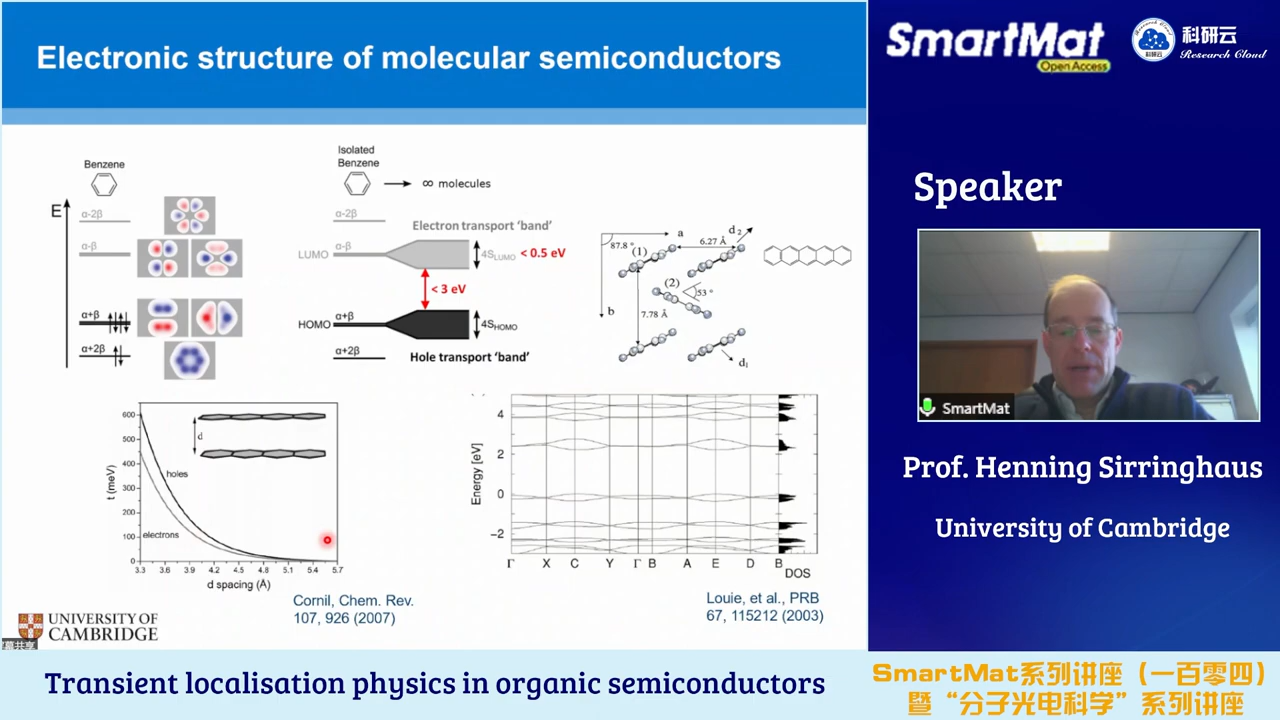 Electronic structure of molecular semiconductors
SmartMat
Open Access
科研云
Research Cloud
Speaker
Benzene
E
α-2β
α-β
α+β
α+2β
Isolated
Benzene
∞ molecules
α-2β
Electron transport 'band'
LUMO
α-β
4S LUMO
< 0.5 eV
< 3 eV
HOMO
α+β
4S HOMO
α+2β
Hole transport 'band'
a
d 2
87.8 °
(1)
6.27 Å
(2)
53 °
b
7.78 Å
d 1
t (meV)
600
500
400
300
200
100
0
d
holes
electrons
3.3 3.6 3.9 4.2 4.5 4.8 5.1 5.4 5.7
d spacing (Å)
Energy [eV]
4
2
0
−2
Γ X C Y Γ B A E D B
DOS
Cornil, Chem. Rev.
107, 926 (2007)
Louie, et al., PRB
67, 115212 (2003)
UNIVERSITY OF
CAMBRIDGE
SmartMat
Prof. Henning Sirringhaus
University of Cambridge
Transient localisation physics in organic semiconductors
SmartMat系列讲座（一百零四）
暨“分子光电科学”系列讲座